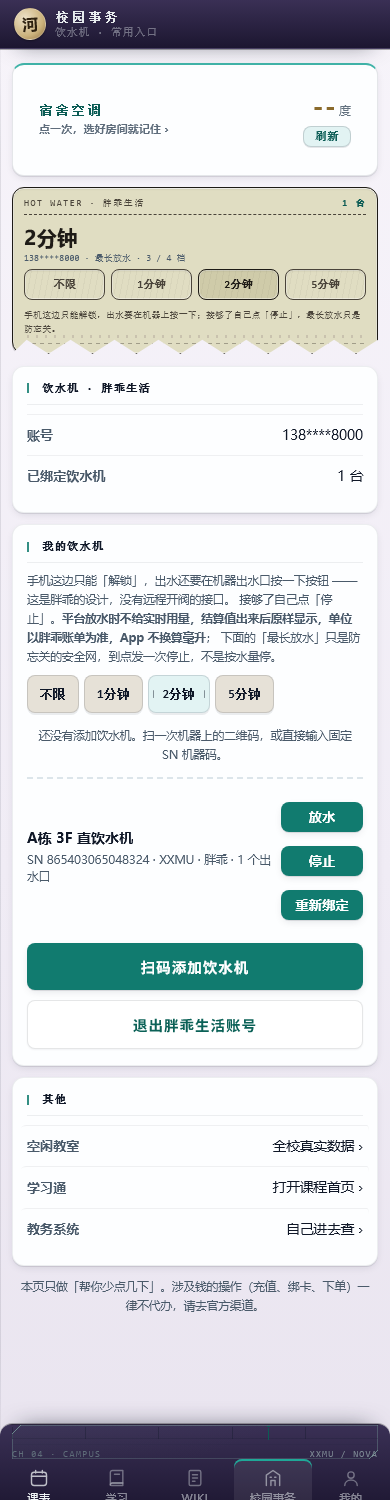 河
校园事务
饮水机 · 常用入口
宿舍空调
点一次，选好房间就记住 ›
-- 度
刷新
HOT WATER · 胖乖生活
1 台
2分钟
138****8000 · 最长放水 · 3 / 4 档
不限
1分钟
2分钟
5分钟
手机这边只能解锁，出水要在机器上按一下；接够了自己点「停止」，最长放水只是
防忘关。
饮水机 · 胖乖生活
账号
138****8000
已绑定饮水机
1 台
我的饮水机
手机这边只能「解锁」，出水还要在机器出水口按一下按钮 ——
这是胖乖的设计，没有远程开阀的接口。 接够了自己点「停
止」。平台放水时不给实时用量，结算值出来后原样显示，单位
以胖乖账单为准，App 不换算毫升； 下面的「最长放水」只是防
忘关的安全网，到点发一次停止，不是按水量停。
不限
1分钟
2分钟
5分钟
还没有添加饮水机。扫一次机器上的二维码，或直接输入固定
SN 机器码。
A栋 3F 直饮水机
SN 865403065048324 · XXMU · 胖乖 · 1 个出
水口
放水
停止
重新绑定
扫码添加饮水机
退出胖乖生活账号
其他
空闲教室
全校真实数据 ›
学习通
打开课程首页 ›
教务系统
自己进去查 ›
本页只做「帮你少点几下」。涉及钱的操作（充值、绑卡、下单）一
律不代办，请去官方渠道。
CH 04 · CAMPUS
XXMU / NOVA
课表
学习
WIKI
校园事务
我的